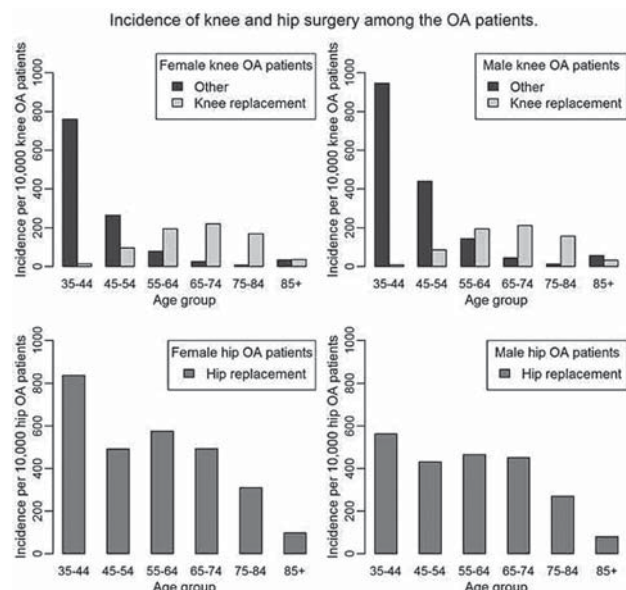 Incidence of knee and hip surgery among the OA patients.
Incidence per 10,000 knee OA patients
0
200
400
600
800
1000
Female knee OA patients
Other
Knee replacement
35-44 45-54 55-64 65-74 75-84 85+
Age group
Incidence per 10,000 knee OA patients
0
200
400
600
800
1000
Male knee OA patients
Other
Knee replacement
35-44 45-54 55-64 65-74 75-84 85+
Age group
Incidence per 10,000 hip OA patients
0
200
400
600
800
1000
Female hip OA patients
Hip replacement
35-44 45-54 55-64 65-74 75-84 85+
Age group
Incidence per 10,000 hip OA patients
0
200
400
600
800
1000
Male hip OA patients
Hip replacement
35-44 45-54 55-64 65-74 75-84 85+
Age group